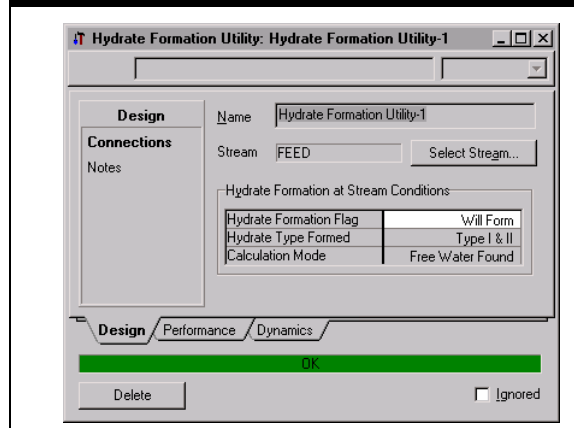 Hydrate Formation Utility: Hydrate Formation Utility-1
Design
Connections
Notes
Name Hydrate Formation Utility-1
Stream FEED Select Stream...
Hydrate Formation at Stream Conditions
Hydrate Formation Flag Will Form
Hydrate Type Formed Type I & II
Calculation Mode Free Water Found
Design Performance Dynamics
OK
Delete Ignored